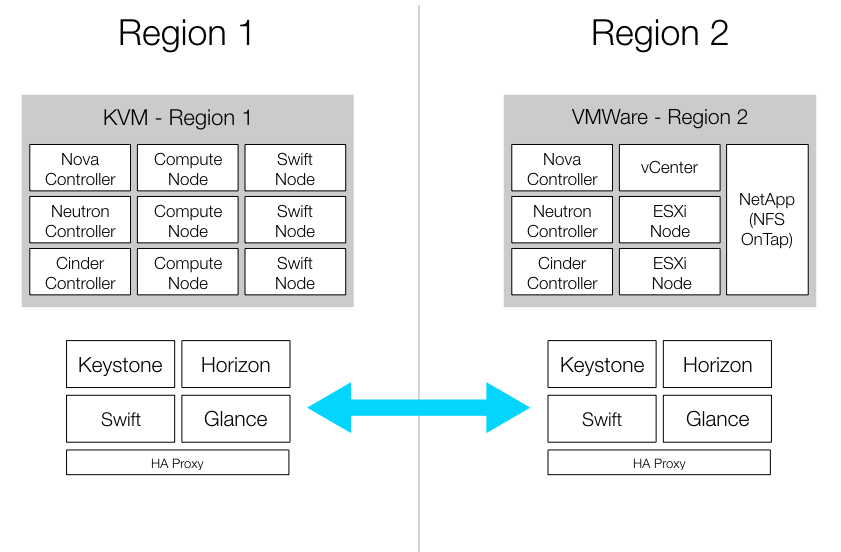 Region 1
KVM - Region 1
Nova
Controller
Compute
Node
Swift
Node
Neutron
Controller
Compute
Node
Swift
Node
Cinder
Controller
Compute
Node
Swift
Node
Keystone
Horizon
Swift
Glance
HA Proxy
Region 2
VMWare - Region 2
Nova
Controller
vCenter
NetApp
(NFS
OnTap)
Neutron
Controller
ESXi
Node
Cinder
Controller
ESXi
Node
Keystone
Horizon
Swift
Glance
HA Proxy